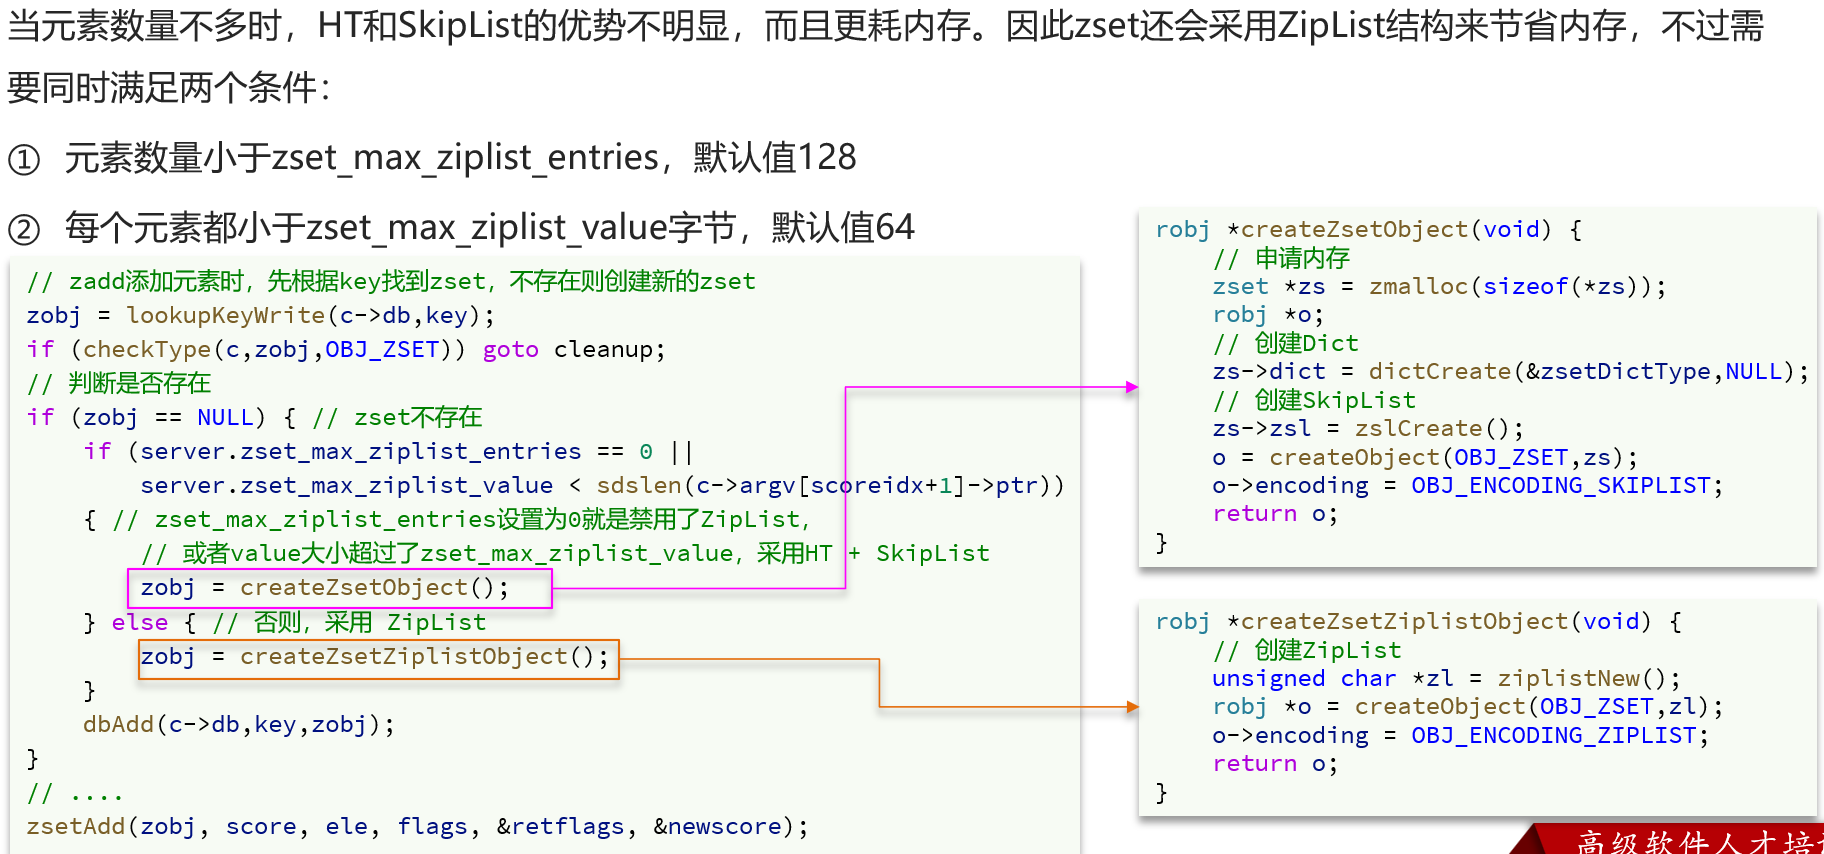 当元素数量不多时，HT和SkipList的优势不明显，而且更耗内存。因此zset还会采用ZipList结构来节省内存，不过需
要同时满足两个条件：
① 元素数量小于zset_max_ziplist_entries，默认值128
② 每个元素都小于zset_max_ziplist_value字节，默认值64
// zadd添加元素时，先根据key找到zset，不存在则创建新的zset
zobj = lookupKeyWrite(c->db,key);
if (checkType(c,zobj,OBJ_ZSET)) goto cleanup;
// 判断是否存在
if (zobj == NULL) { // zset不存在
    if (server.zset_max_ziplist_entries == 0 ||
        server.zset_max_ziplist_value < sdslen(c->argv[scoreidx+1]->ptr))
    { // zset_max_ziplist_entries设置为0就是禁用了ZipList，
        // 或者value大小超过了zset_max_ziplist_value，采用HT + SkipList
        zobj = createZsetObject();
    } else { // 否则，采用 ZipList
        zobj = createZsetZiplistObject();
    }
    dbAdd(c->db,key,zobj);
}
// ....
zsetAdd(zobj, score, ele, flags, &retflags, &newscore);
robj *createZsetObject(void) {
    // 申请内存
    zset *zs = zmalloc(sizeof(*zs));
    robj *o;
    // 创建Dict
    zs->dict = dictCreate(&zsetDictType,NULL);
    // 创建SkipList
    zs->zsl = zslCreate();
    o = createObject(OBJ_ZSET,zs);
    o->encoding = OBJ_ENCODING_SKIPLIST;
    return o;
}
robj *createZsetZiplistObject(void) {
    // 创建ZipList
    unsigned char *zl = ziplistNew();
    robj *o = createObject(OBJ_ZSET,zl);
    o->encoding = OBJ_ENCODING_ZIPLIST;
    return o;
}
高级软件人才培